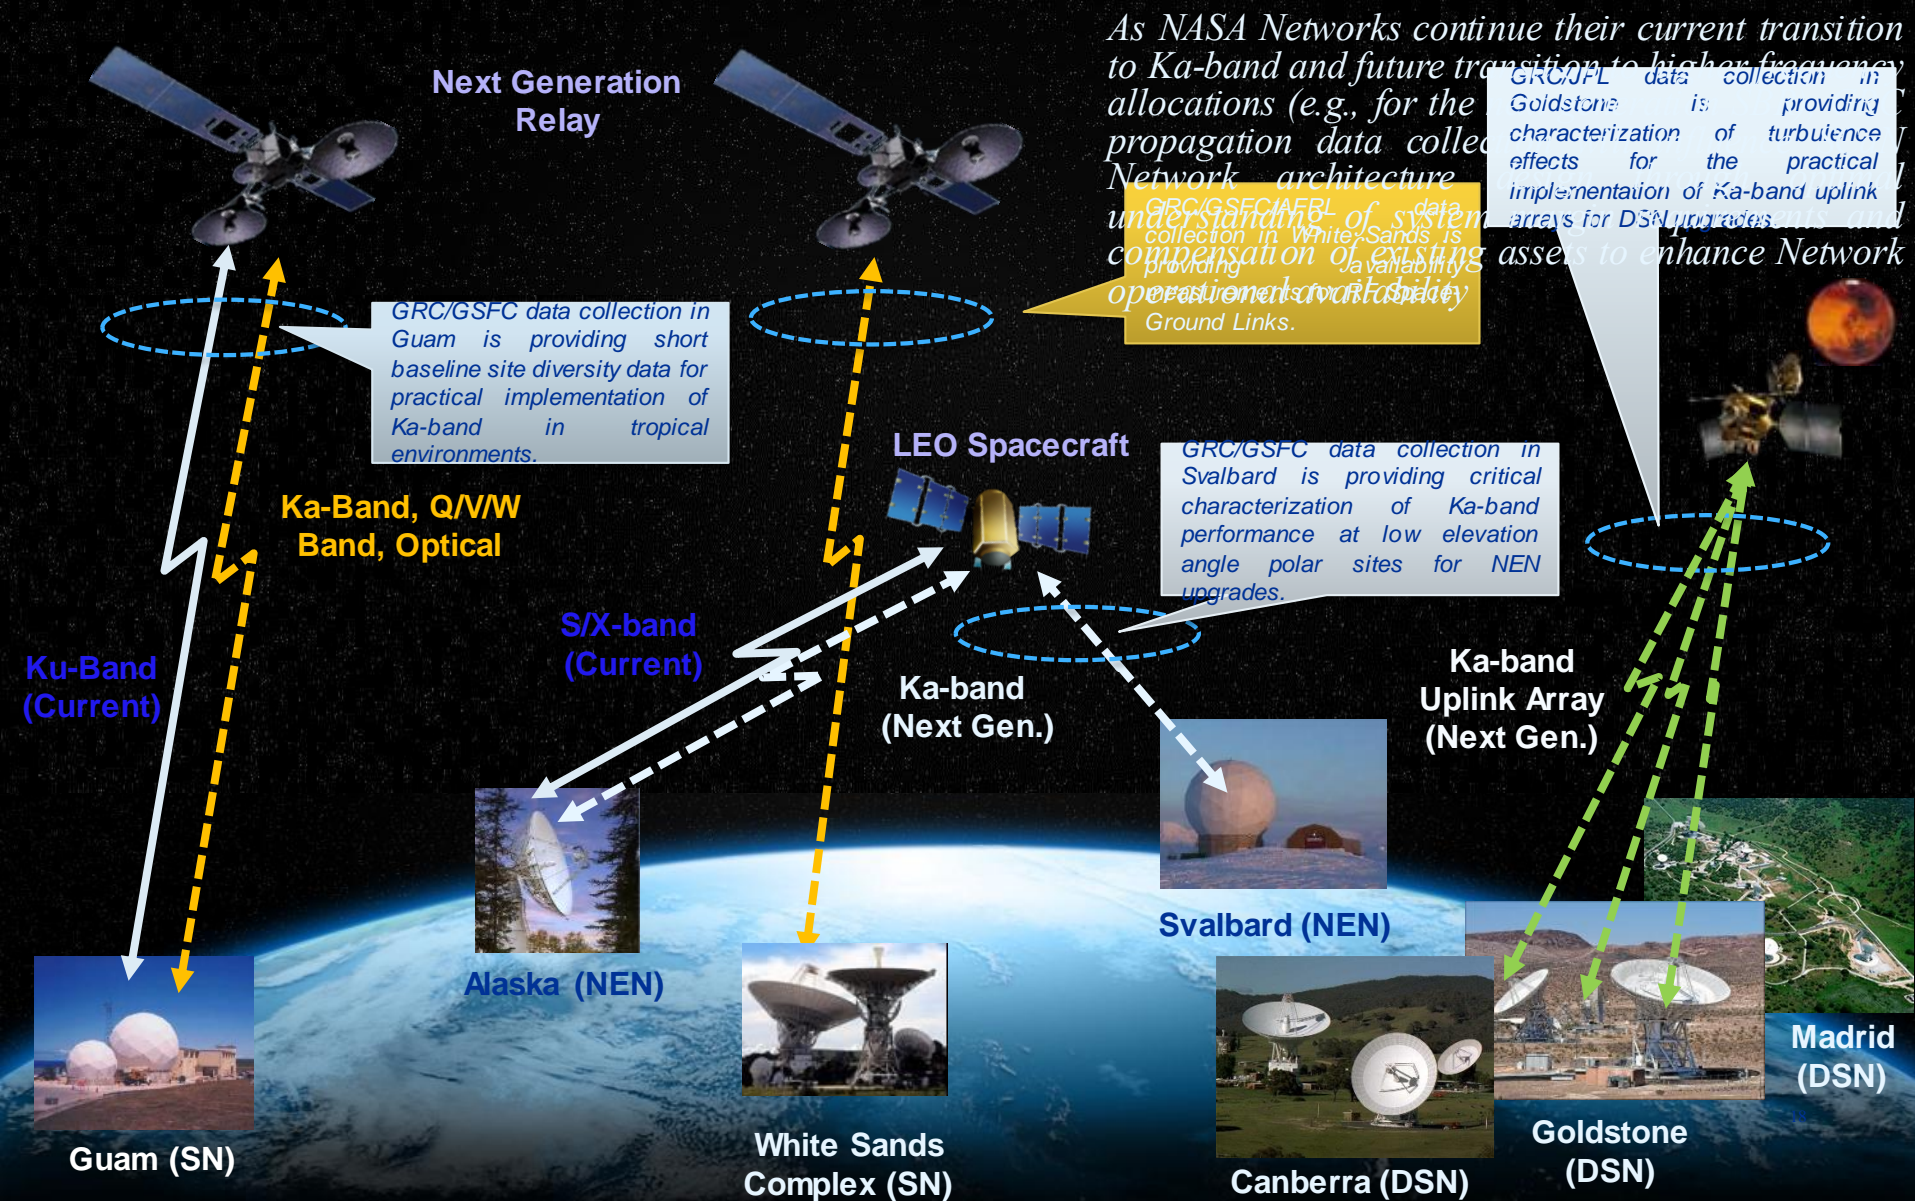 As NASA Networks continue their current transition
to Ka-band and future transition to higher frequency
allocations (e.g., for the
propagation data collec
Network architecture
understanding of system requirements and
compensation of existing assets to enhance Network
operational availability
Next Generation
Relay
GRC/JPL data collection in
Goldstone is providing
characterization of turbulence
effects for the practical
implementation of Ka-band uplink
arrays for DSN upgrades.
GRC/GSFC/AFRL data
collection in White Sands is
providing availability
measurements for RF Space-
Ground Links.
GRC/GSFC data collection in
Guam is providing short
baseline site diversity data for
practical implementation of
Ka-band in tropical
environments.
LEO Spacecraft
GRC/GSFC data collection in
Svalbard is providing critical
characterization of Ka-band
performance at low elevation
angle polar sites for NEN
upgrades.
Ka-Band, Q/V/W
Band, Optical
S/X-band
(Current)
Ku-Band
(Current)
Ka-band
(Next Gen.)
Ka-band
Uplink Array
(Next Gen.)
Svalbard (NEN)
Alaska (NEN)
Madrid
(DSN)
Guam (SN)
White Sands
Complex (SN)
Canberra (DSN)
Goldstone
(DSN)